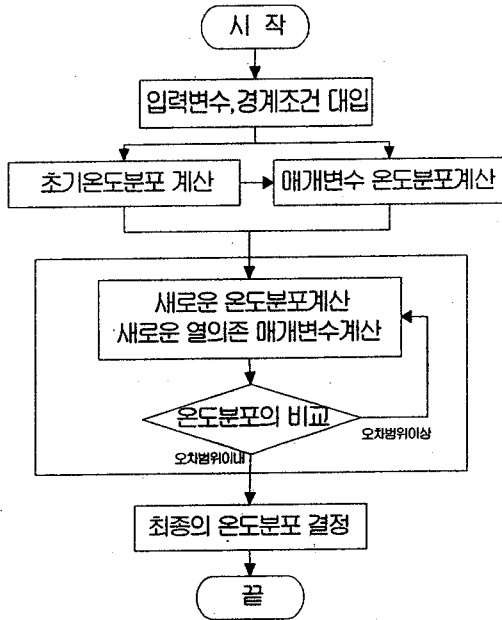 시 작
입력변수,경계조건 대입
초기온도분포 계산
매개변수 온도분포계산
새로운 온도분포계산
새로운 열의존 매개변수계산
온도분포의 비교
오차범위이상
오차범위이내
최종의 온도분포 결정
끝